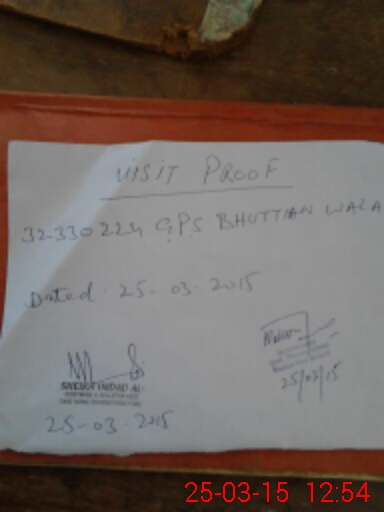 VISIT PROOF
32330224 GPS BHUTTIAN WALA
Dated. 25-03-2015
25-03-2015
25/03/15
25-03-15 12:54